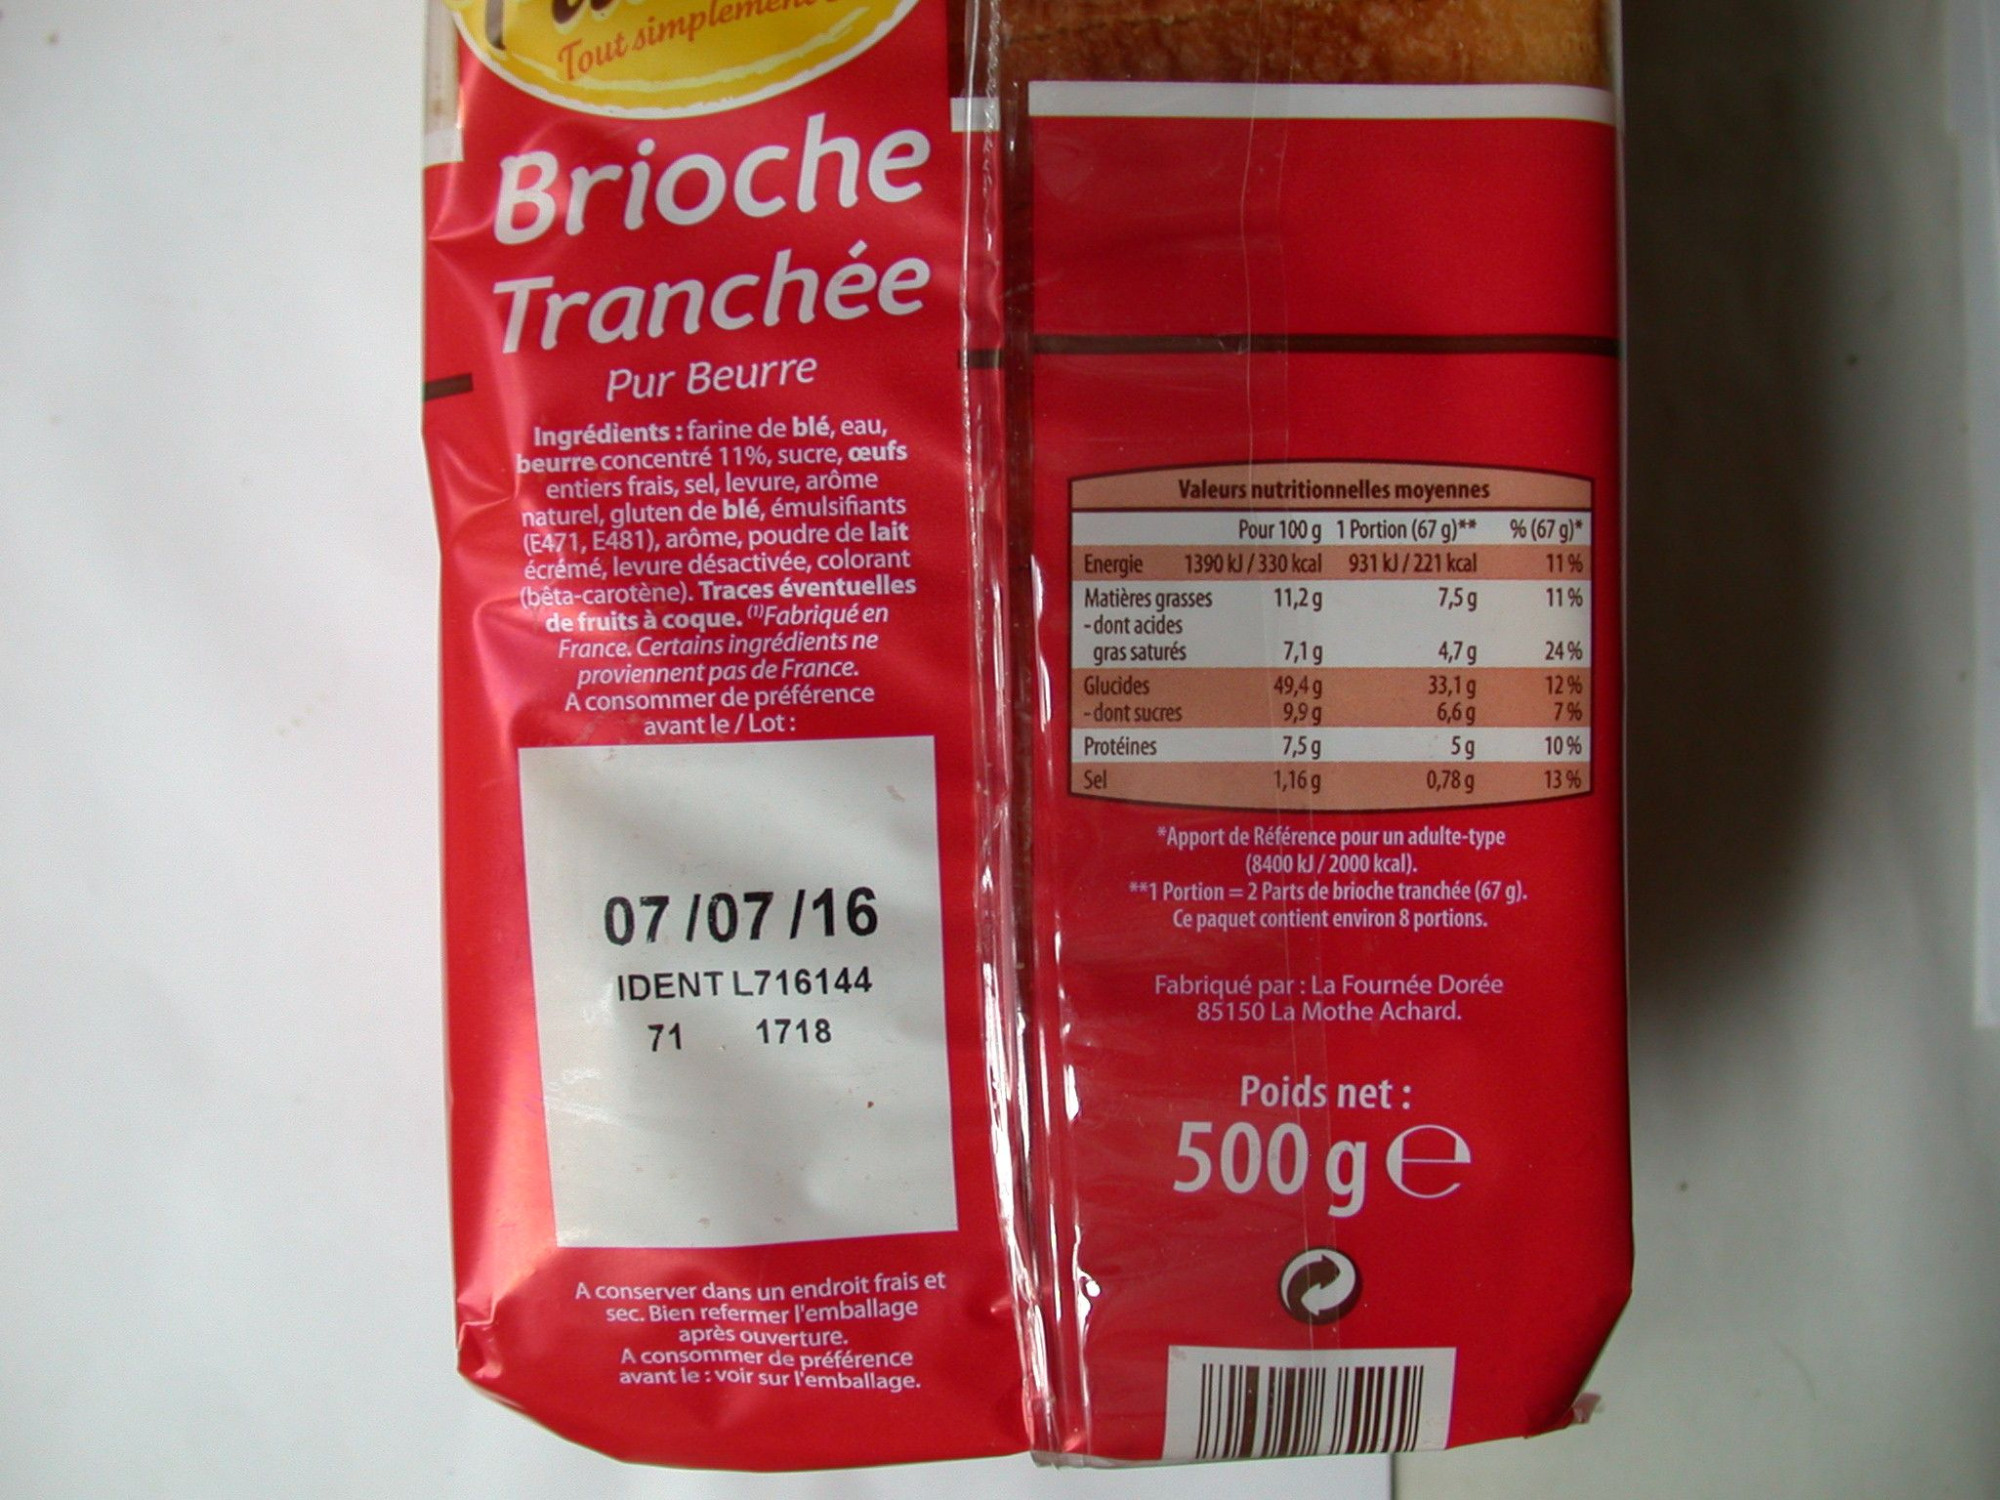 Tout
Brioche
Tranchée
Pur Beurre
Ingrédients : farine de blé, eau,
beurre concentré 11%, sucre, œufs
entiers frais, sel, levure, arôme
naturel, gluten de blé, émulsifiants
(E471, E481), arôme, poudre de lait
écrémé, levure désactivée, colorant
(bêta-carotène). Traces éventuelles
de fruits à coque. (1)Fabriqué en
France. Certains ingrédients ne
proviennent pas de France.
A consommer de préférence
avant le / Lot :
07/07/16
IDENT L716144
71 1718
A conserver dans un endroit frais et
sec. Bien refermer l'emballage
après ouverture.
A consommer de préférence
avant le : voir sur l'emballage.
Valeurs nutritionnelles moyennes
Pour 100 g 1 Portion (67 g)** % (67 g)*
Energie 1390 kJ / 330 kcal 931 kJ / 221 kcal 11 %
Matières grasses 11,2 g 7,5 g 11 %
- dont acides
gras saturés 7,1 g 4,7 g 24 %
Glucides 49,4 g 33,1 g 12 %
- dont sucres 9,9 g 6,6 g 7 %
Protéines 7,5 g 5 g 10 %
Sel 1,16 g 0,78 g 13 %
*Apport de Référence pour un adulte-type
(8400 kJ / 2000 kcal).
**1 Portion = 2 Parts de brioche tranchée (67 g).
Ce paquet contient environ 8 portions.
Fabriqué par : La Fournée Dorée
85150 La Mothe Achard.
Poids net :
500 g e